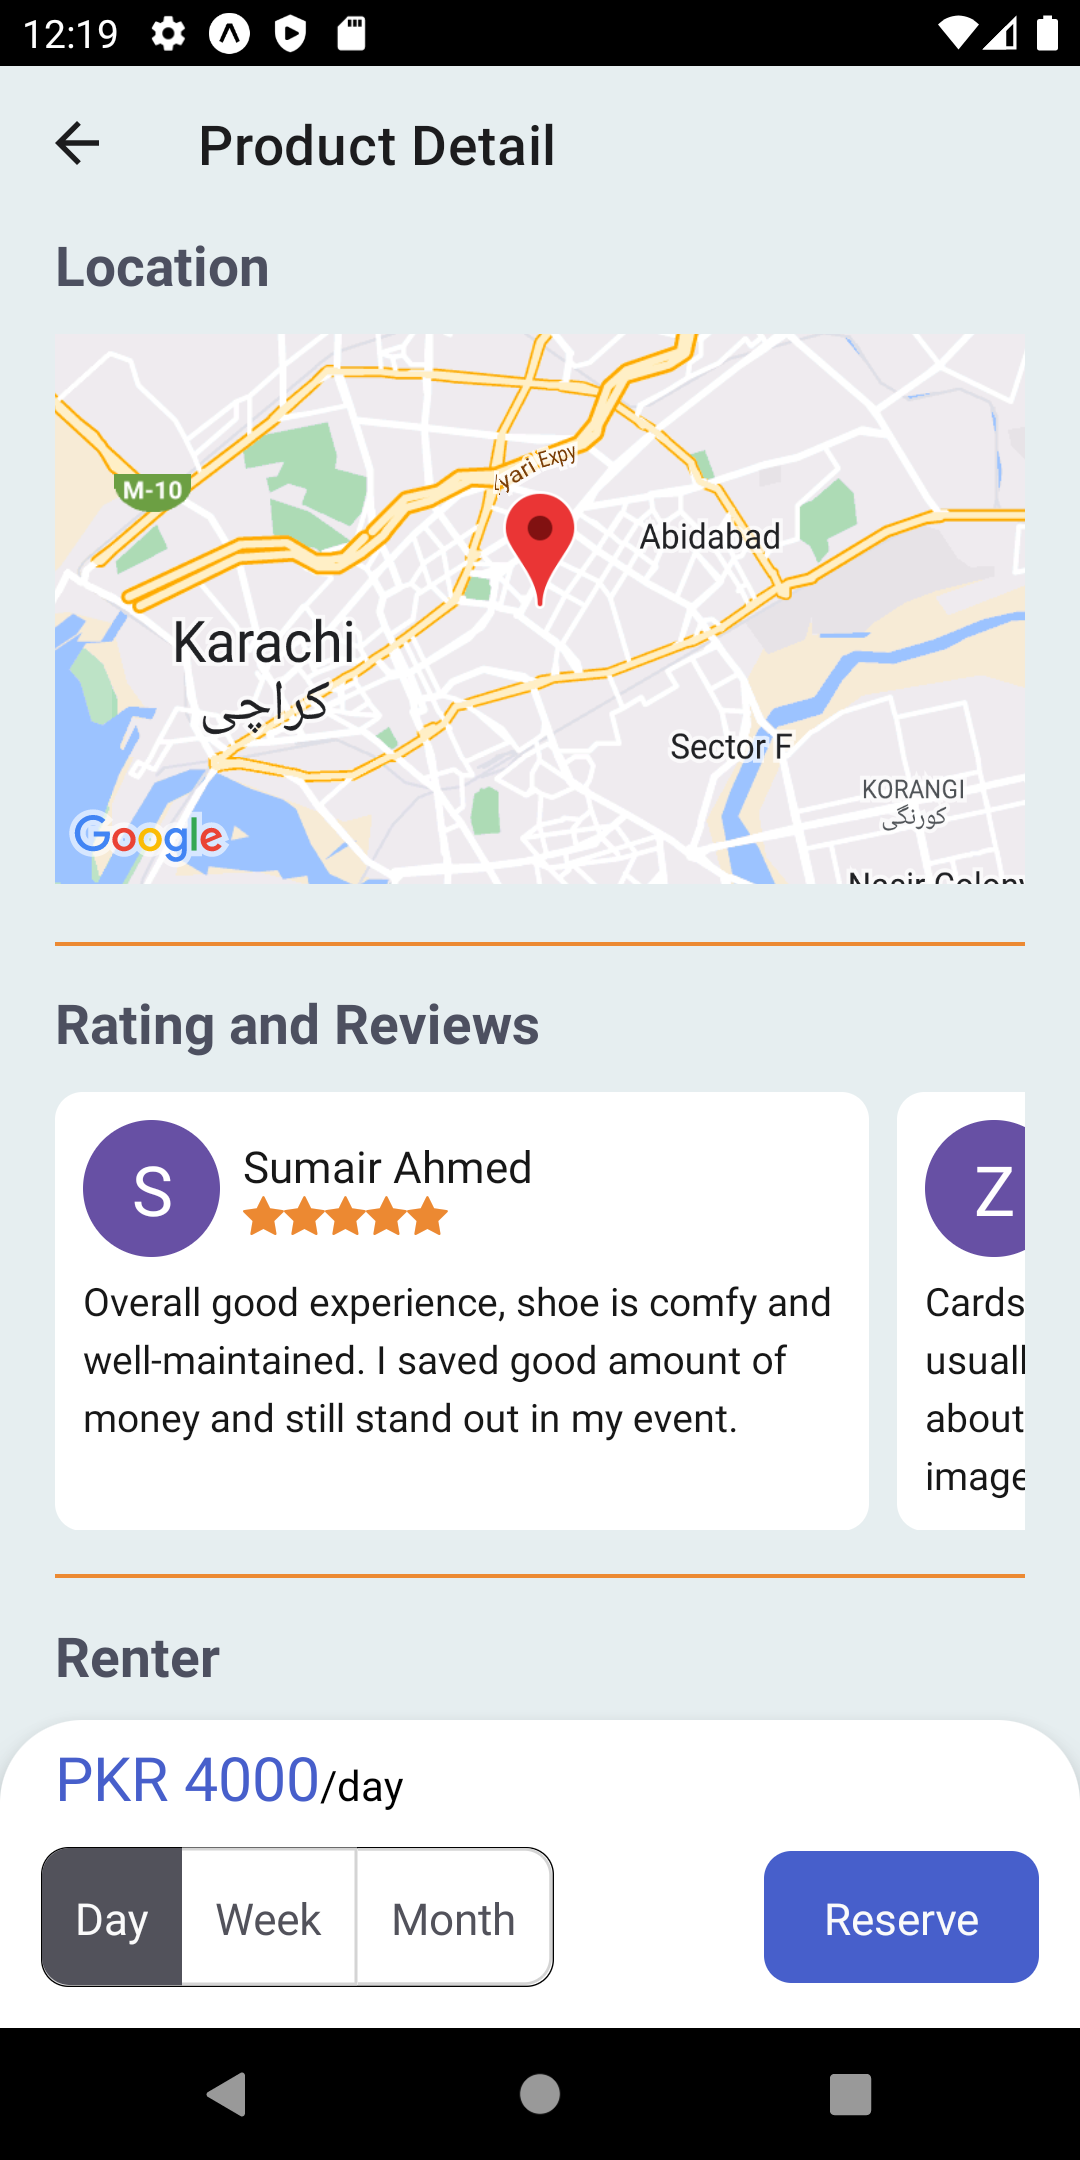 12:19
Product Detail
Location
M-10
Lyari Expy
Abidabad
Karachi
کراچی
Sector F
KORANGI
کورنگی
Google
Rating and Reviews
S
Sumair Ahmed
Overall good experience, shoe is comfy and
well-maintained. I saved good amount of
money and still stand out in my event.
Z
Cards
usuall
about
image
Renter
PKR 4000/day
Day
Week
Month
Reserve